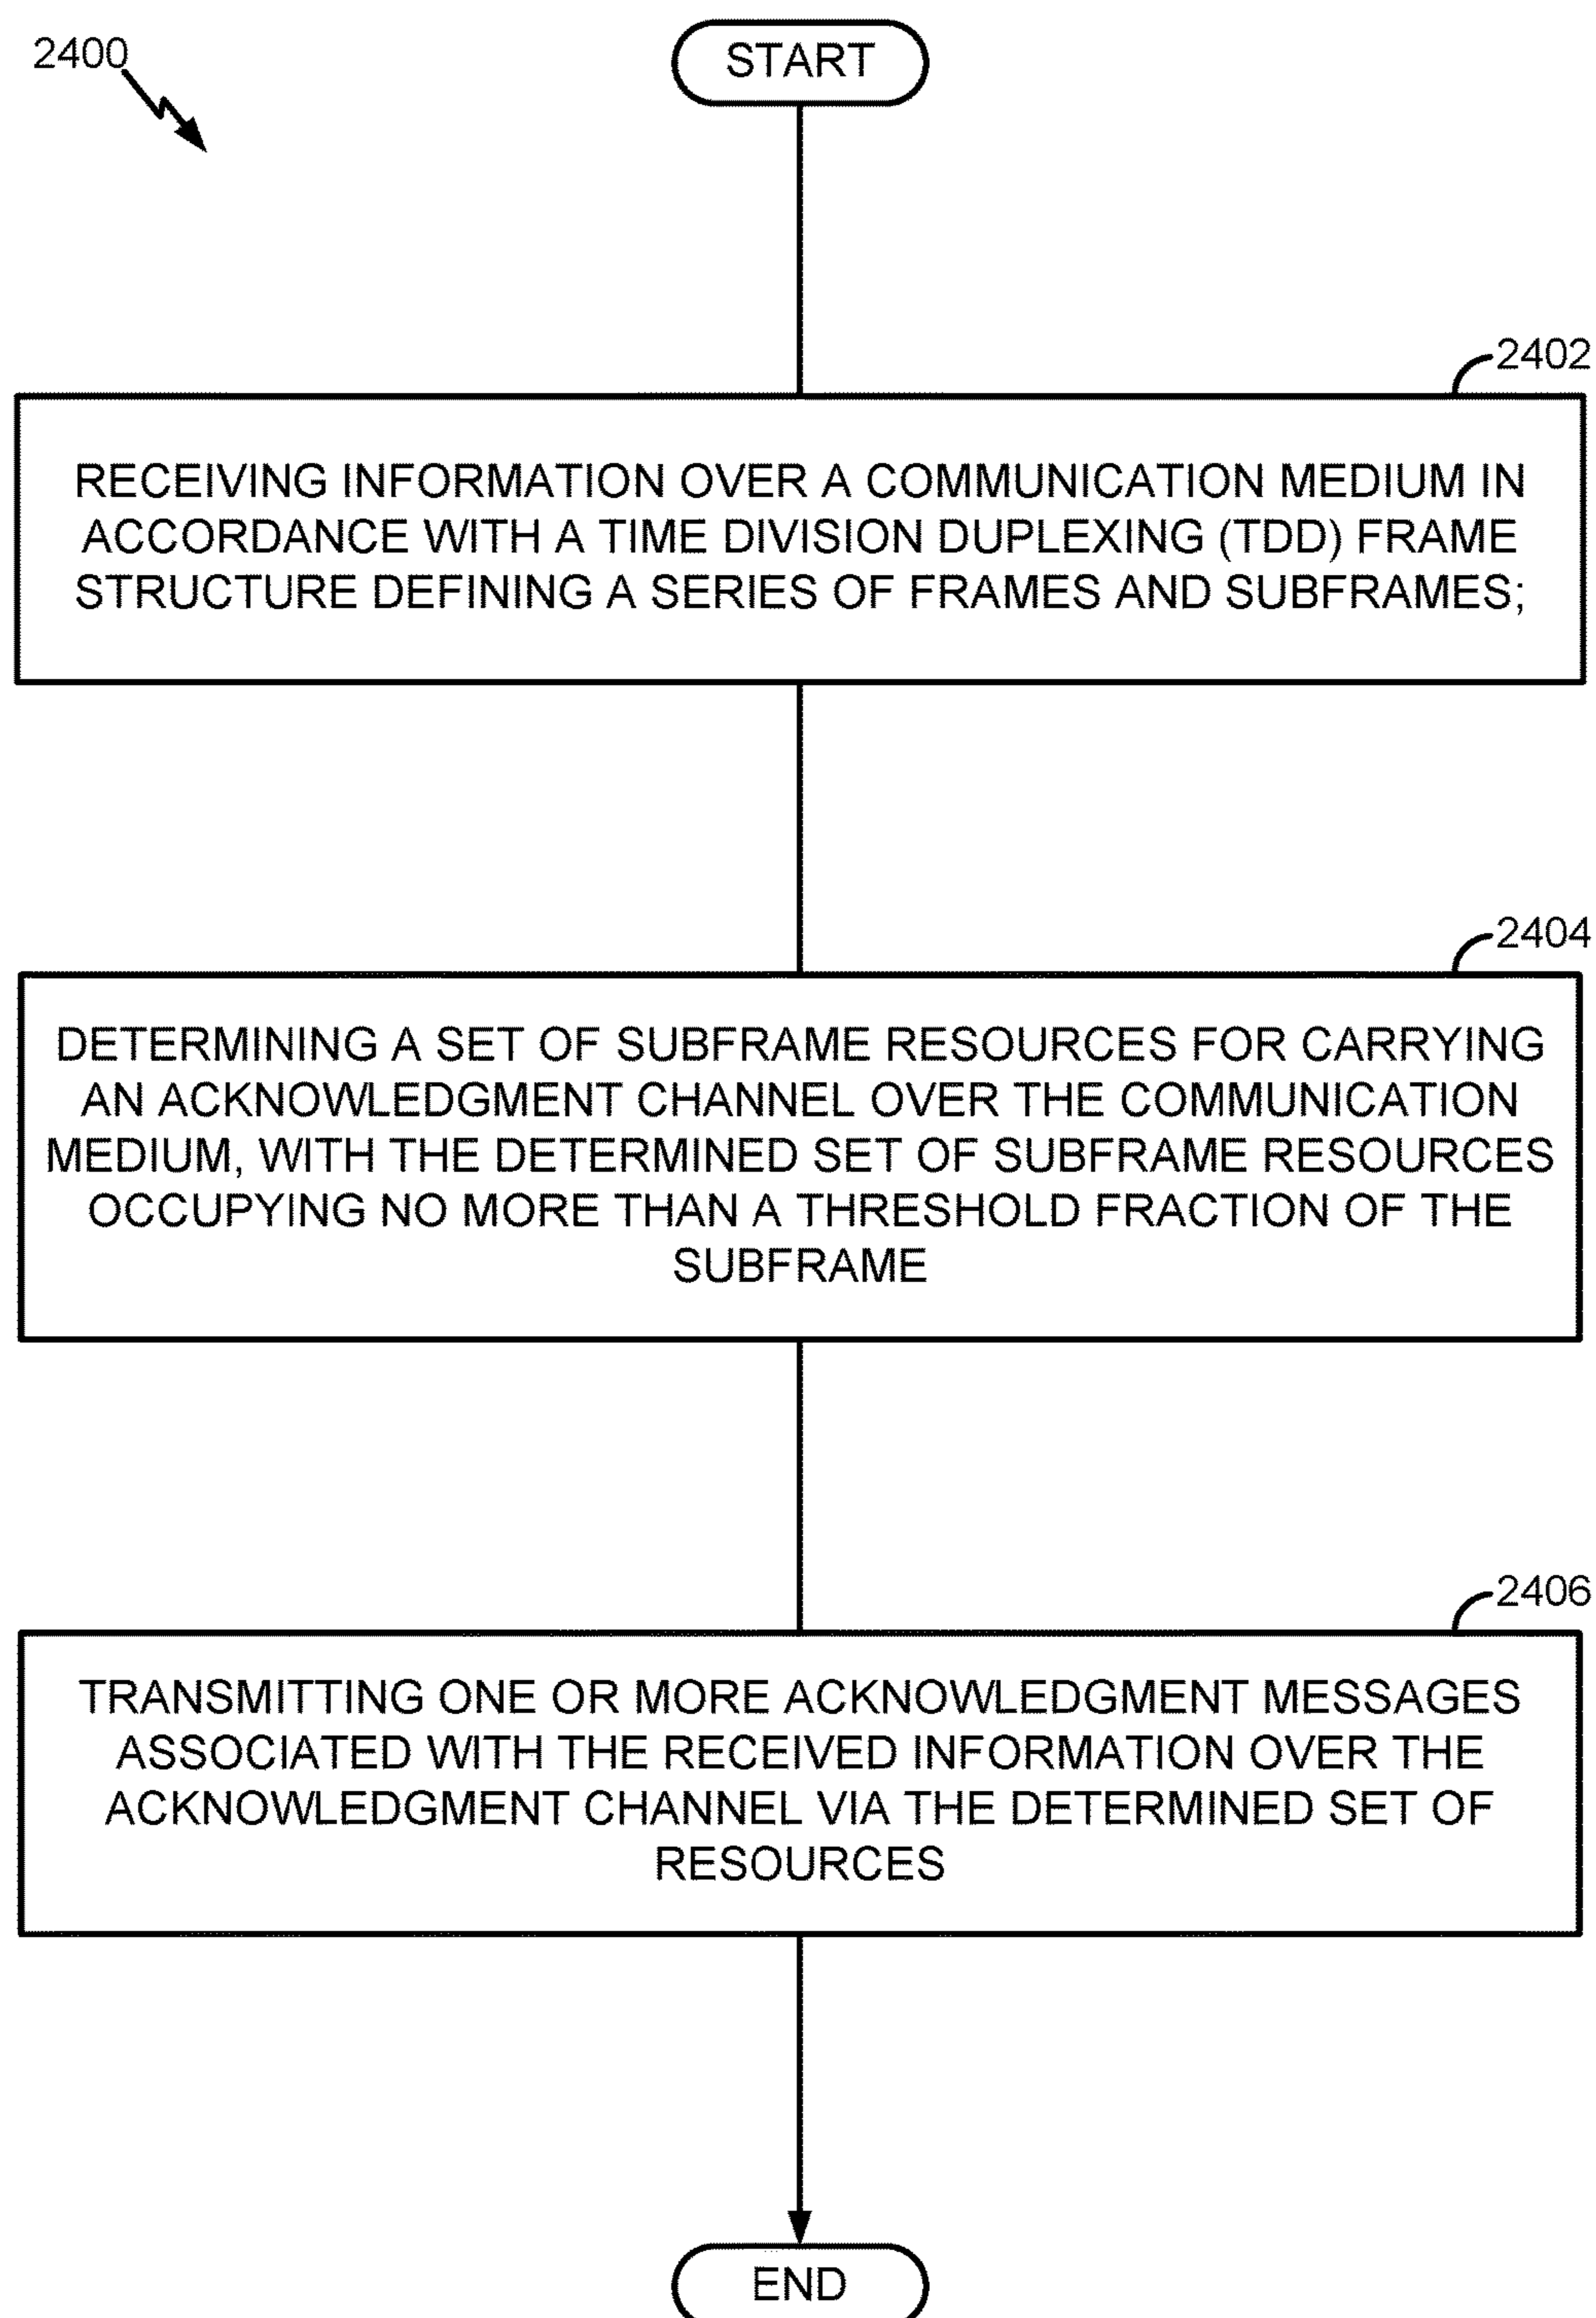 2400
START
2402
RECEIVING INFORMATION OVER A COMMUNICATION MEDIUM IN
ACCORDANCE WITH A TIME DIVISION DUPLEXING (TDD) FRAME
STRUCTURE DEFINING A SERIES OF FRAMES AND SUBFRAMES;
2404
DETERMINING A SET OF SUBFRAME RESOURCES FOR CARRYING
AN ACKNOWLEDGMENT CHANNEL OVER THE COMMUNICATION
MEDIUM, WITH THE DETERMINED SET OF SUBFRAME RESOURCES
OCCUPYING NO MORE THAN A THRESHOLD FRACTION OF THE
SUBFRAME
2406
TRANSMITTING ONE OR MORE ACKNOWLEDGMENT MESSAGES
ASSOCIATED WITH THE RECEIVED INFORMATION OVER THE
ACKNOWLEDGMENT CHANNEL VIA THE DETERMINED SET OF
RESOURCES
END